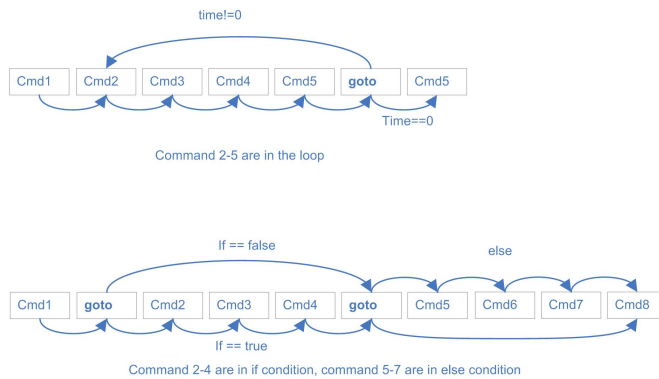 time!=0
Cmd1 Cmd2 Cmd3 Cmd4 Cmd5 goto Cmd5
Time==0
Command 2-5 are in the loop
If == false
else
Cmd1 goto Cmd2 Cmd3 Cmd4 goto Cmd5 Cmd6 Cmd7 Cmd8
If == true
Command 2-4 are in if condition, command 5-7 are in else condition